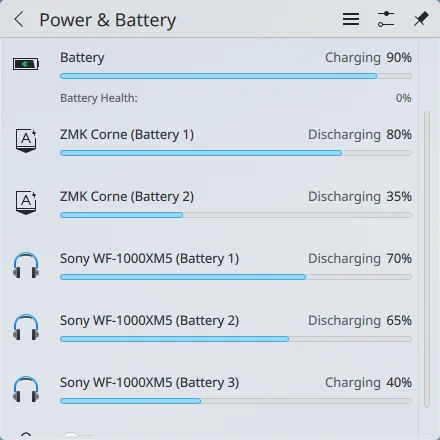 Power & Battery
Battery Charging 90%
Battery Health: 0%
ZMK Corne (Battery 1) Discharging 80%
ZMK Corne (Battery 2) Discharging 35%
Sony WF-1000XM5 (Battery 1) Discharging 70%
Sony WF-1000XM5 (Battery 2) Discharging 65%
Sony WF-1000XM5 (Battery 3) Charging 40%